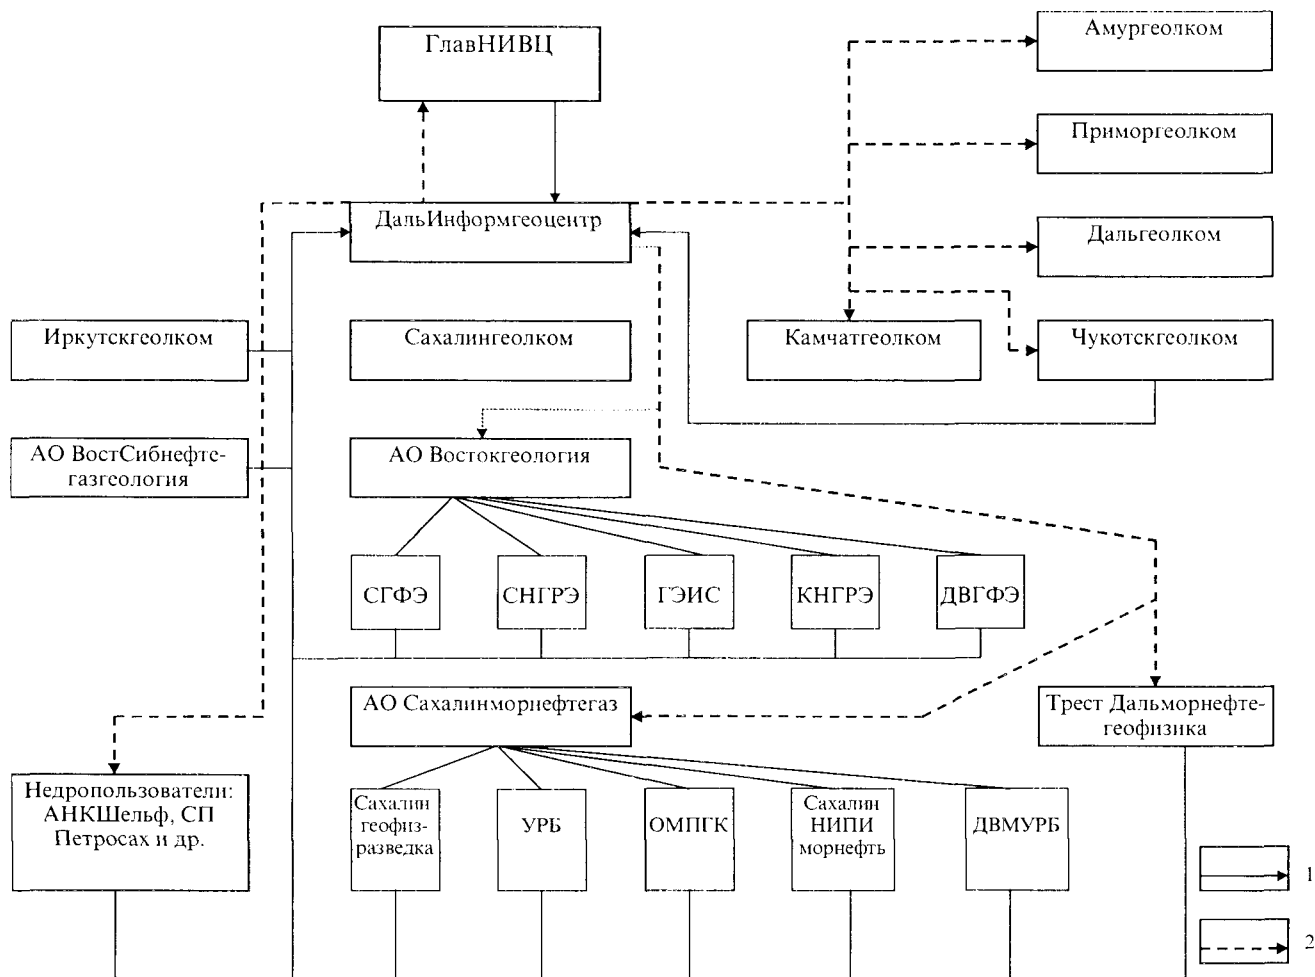 ГлавНИВЦ
Амургеолком
Приморгеолком
ДальИнформгеоцентр
Дальгеолком
Иркутскгеолком
Сахалингеолком
Камчатгеолком
Чукотскгеолком
АО ВостСибнефте-
газгеология
АО Востокгеология
СГФЭ
СНГРЭ
ГЭИС
КНГРЭ
ДВГФЭ
АО Сахалинморнефтегаз
Трест Дальморнефте-
геофизика
Недропользователи:
АНКШельф, СП
Петросах и др.
Сахалин
геофиз-
разведка
УРБ
ОМПГК
Сахалин
НИПИ
морнефть
ДВМУРБ
1
2